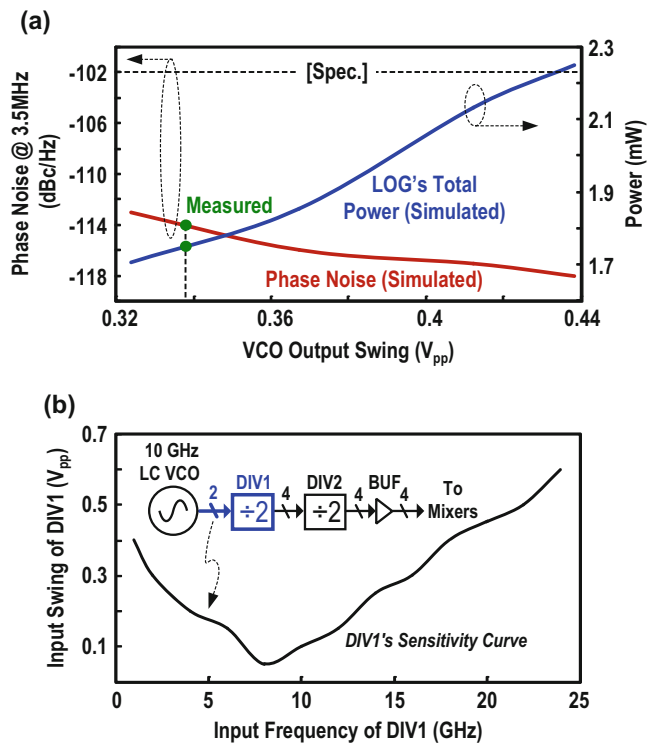 (a)
Phase Noise @ 3.5MHz
(dBc/Hz)
-102
-106
-110
-114
-118
[Spec.]
Measured
LOG's Total
Power (Simulated)
Phase Noise (Simulated)
2.3
2.1
1.9
1.7
Power (mW)
0.32
0.36
0.4
0.44
VCO Output Swing (Vpp)
(b)
Input Swing of DIV1 (Vpp)
0.7
0.5
0.3
0.1
10 GHz
LC VCO
2
DIV1
÷2
4
DIV2
÷2
4
BUF
4
To
Mixers
DIV1's Sensitivity Curve
0
5
10
15
20
25
Input Frequency of DIV1 (GHz)